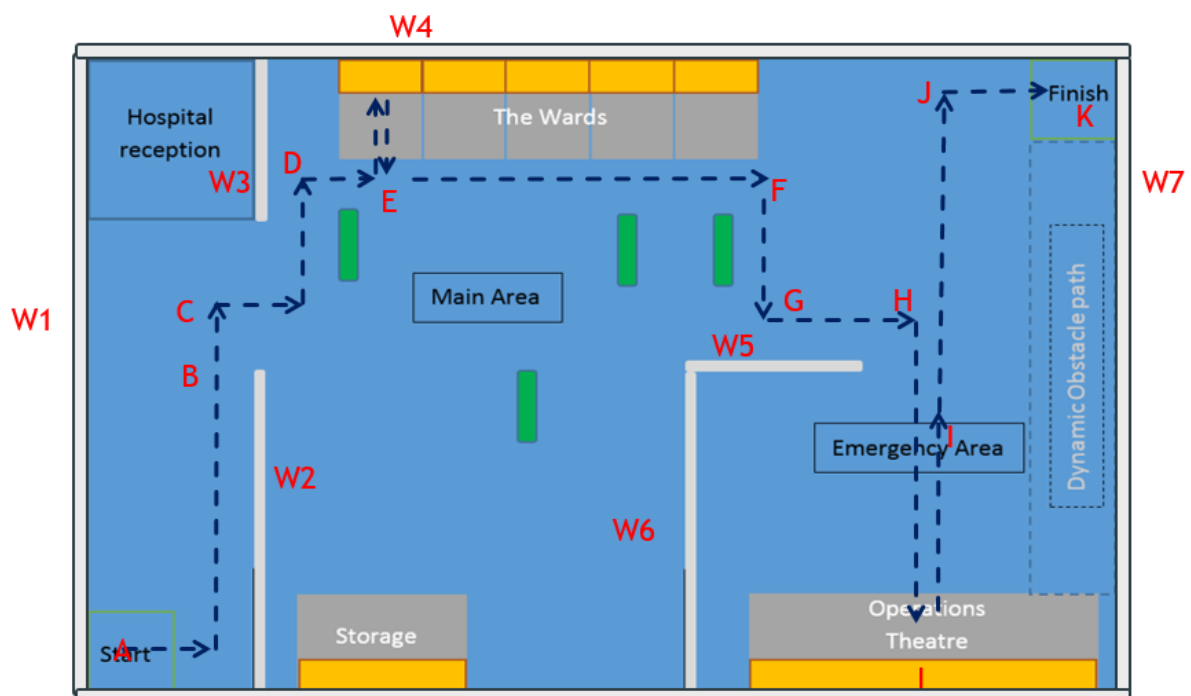 W4
Hospital
reception
The Wards
J
Finish
K
D
W3
E
F
W7
C
Main Area
G
H
W1
B
W5
I
Emergency Area
Dynamic Obstacle path
W2
W6
Operations
Theatre
Storage
A
Start
I